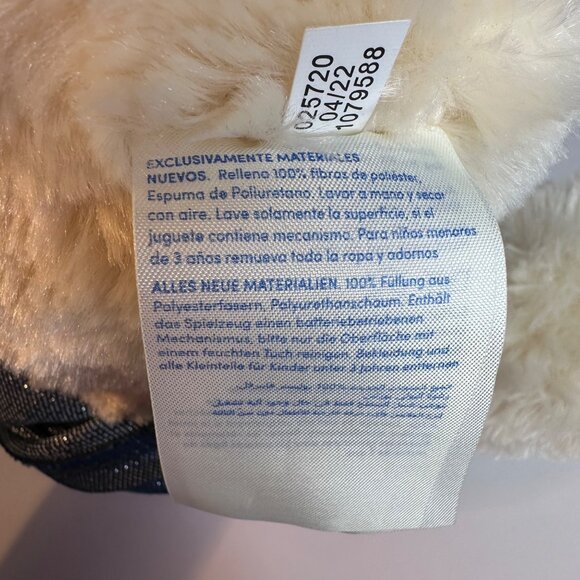 025720
04/22
1079588
EXCLUSIVAMENTE MATERIALES
NUEVOS. Relleno 100% fibras de poliéster,
Espuma de Poliuretano. Lavar a mano y secar
con aire. Lave solamente la superficie, si el
juguete contiene mecanismo. Para niños menores
de 3 años remueva toda la ropa y adornos
ALLES NEUE MATERIALIEN. 100% Füllung aus
Polyesterfasern, Polyurethanschaum. Enthält
das Spielzeug einen batteriebetriebenen
Mechanismus, bitte nur die Oberfläche mit
einem feuchten Tuch reinigen. Bekleidung und
alle Kleinteile für Kinder unter 3 Jahren entfernen